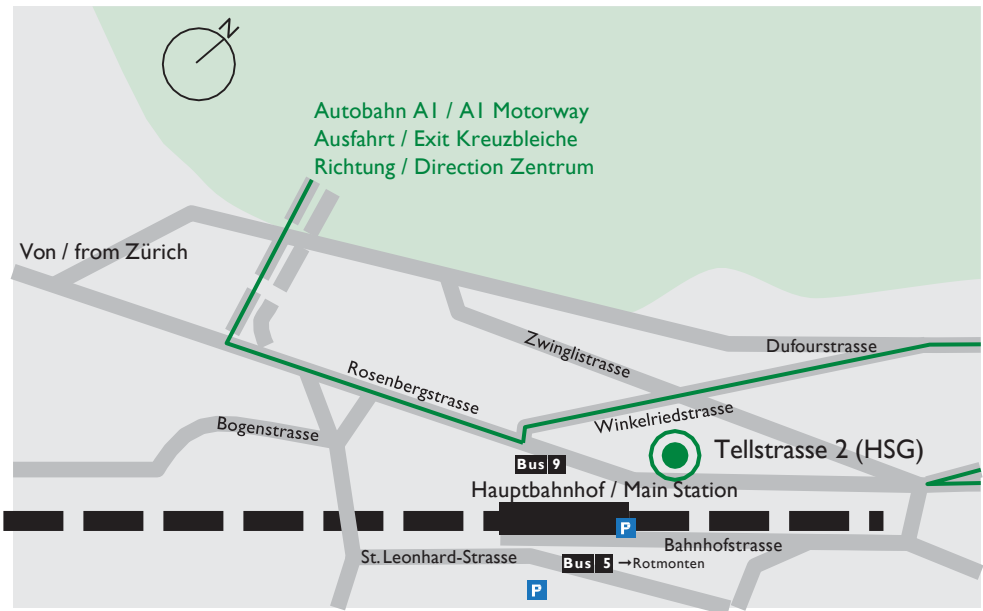 N
Autobahn A1 / A1 Motorway
Ausfahrt / Exit Kreuzbleiche
Richtung / Direction Zentrum
Von / from Zürich
Zwinglistrasse
Dufourstrasse
Rosenbergstrasse
Winkelriedstrasse
Bogenstrasse
Tellstrasse 2 (HSG)
Bus 9
Hauptbahnhof / Main Station
P
Bahnhofstrasse
St. Leonhard-Strasse
Bus 5 → Rotmonten
P